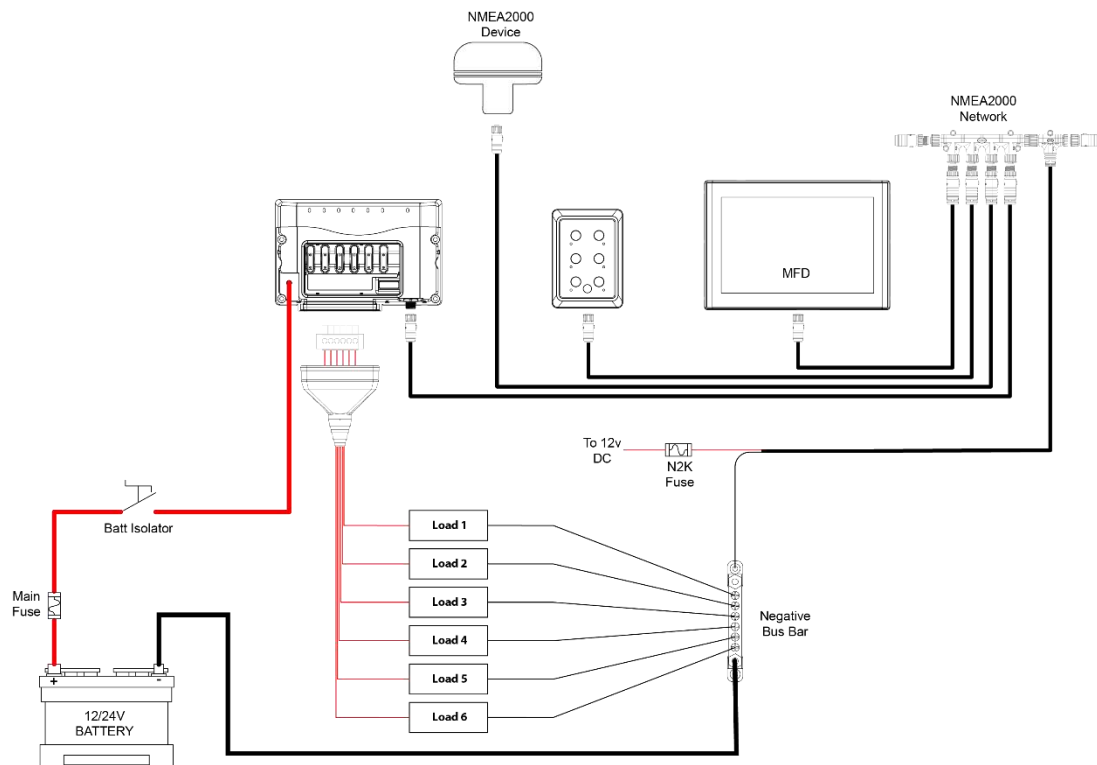 NMEA2000
Device
NMEA2000
Network
MFD
To 12v
DC
N2K
Fuse
Batt Isolator
Load 1
Load 2
Load 3
Load 4
Load 5
Load 6
Main
Fuse
Negative
Bus Bar
+
-
12/24V
BATTERY